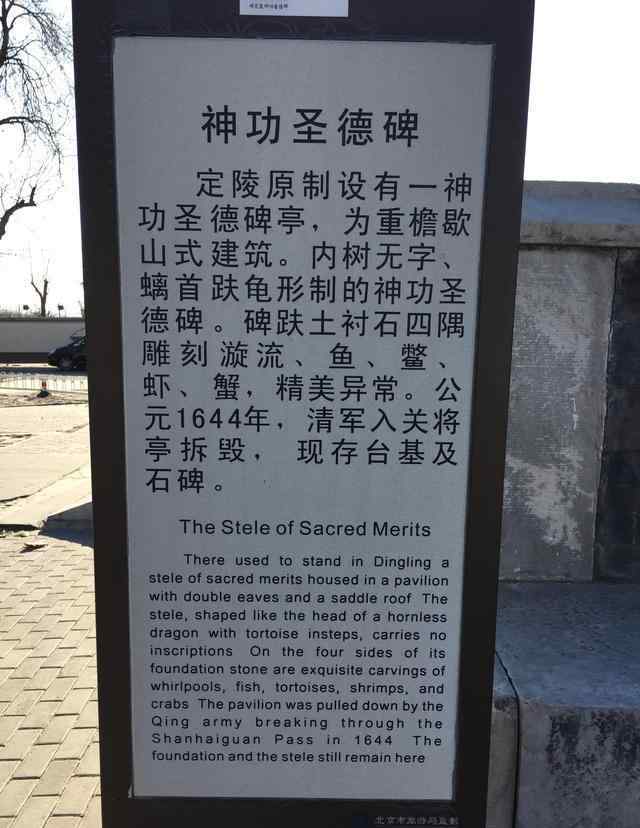 神功圣德碑
定陵原制设有一神
功圣德碑亭，为重檐歇
山式建筑。内树无字、
螭首趺龟形制的神功圣
德碑。碑趺土衬石四隅
雕刻漩流、鱼、鳖、
虾、蟹，精美异常。公
元1644年，清军入关将
亭拆毁，现存台基及
石碑。
The Stele of Sacred Merits
There used to stand in Dingling a
stele of sacred merits housed in a pavilion
with double eaves and a saddle roof The
stele, shaped like the head of a hornless
dragon with tortoise insteps, carries no
inscriptions On the four sides of its
foundation stone are exquisite carvings of
whirlpools, fish, tortoises, shrimps, and
crabs The pavilion was pulled down by the
Qing army breaking through the
Shanhaiguan Pass in 1644 The
foundation and the stele still remain here
北京市旅游局监制